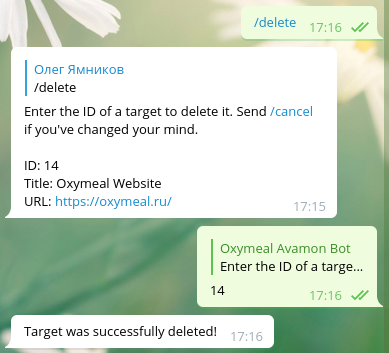 /delete 17:16
Олег Ямников
/delete
Enter the ID of a target to delete it. Send /cancel
if you've changed your mind.
ID: 14
Title: Oxymeal Website
URL: https://oxymeal.ru/
17:15
Oxymeal Avamon Bot
Enter the ID of a targe...
14
17:16
Target was successfully deleted! 17:16